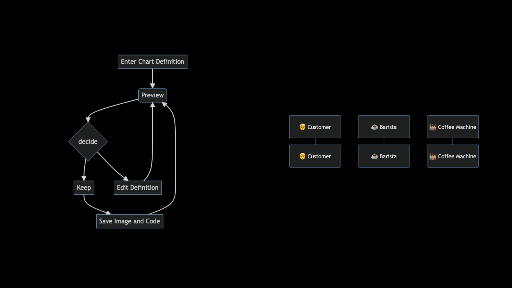 Enter Chart Definition
Preview
decide
Keep
Edit Definition
Save Image and Code
Customer
Barista
Coffee Machine
Customer
Barista
Coffee Machine